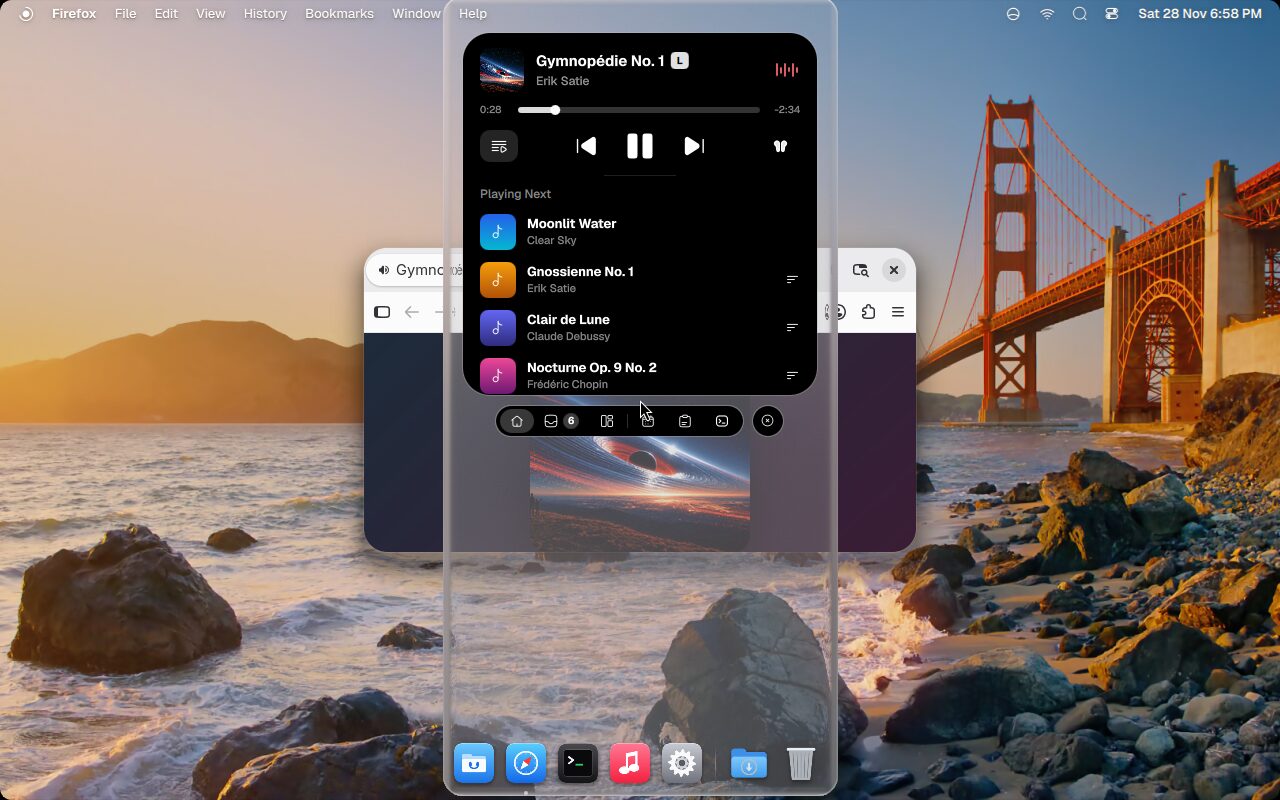 Firefox File Edit View History Bookmarks Window Help
Sat 28 Nov 6:58 PM
Gymnopédie No. 1 L
Erik Satie
0:28
-2:34
Playing Next
Moonlit Water
Clear Sky
Gnossienne No. 1
Erik Satie
Clair de Lune
Claude Debussy
Nocturne Op. 9 No. 2
Frédéric Chopin
6